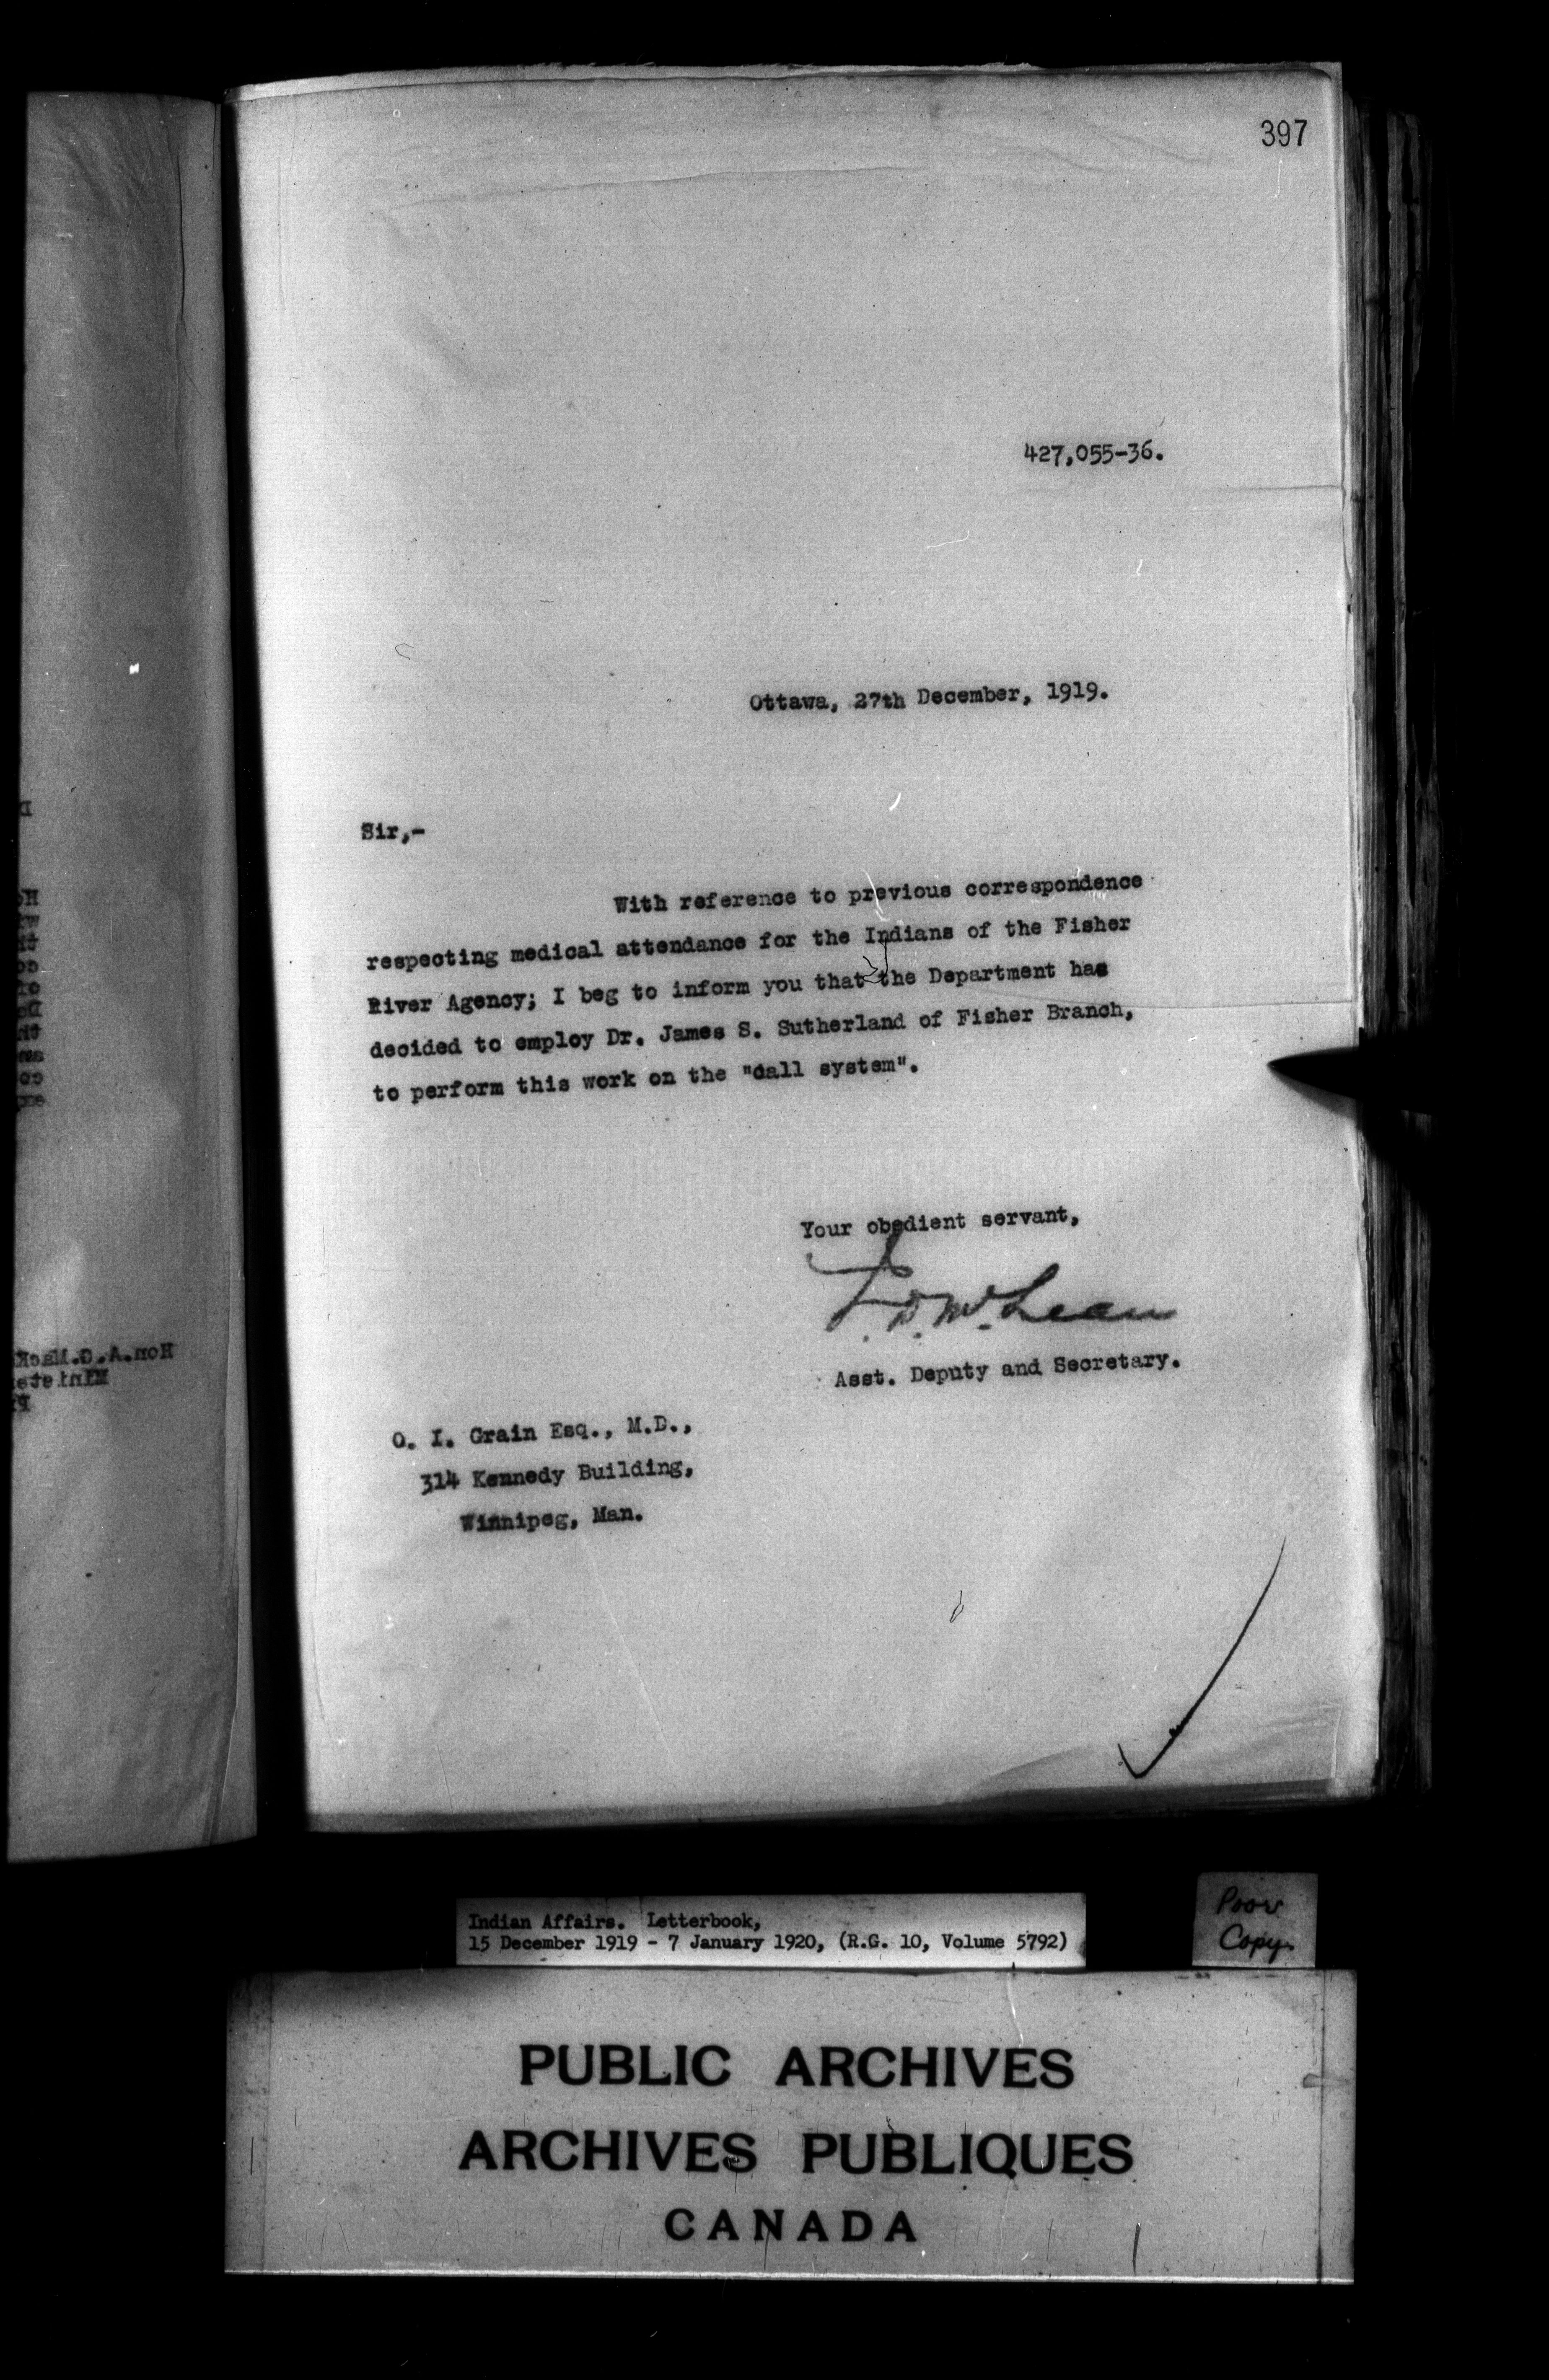 397
427,055-36.
Ottawa, 27th December, 1919.
Sir,-
With reference to previous correspondence
respecting medical attendance for the Indians of the Fisher
River Agency; I beg to inform you that the Department has
decided to employ Dr. James S. Sutherland of Fisher Branch,
to perform this work on the "call system".
Your obedient servant,
J. D. McLean
Asst. Deputy and Secretary.
O. I. Grain Esq., M.D.,
314 Kennedy Building,
Winnipeg, Man.
Hon. A. G. Mack
Ministe
Indian Affairs. Letterbook,
15 December 1919 - 7 January 1920, (R.G. 10, Volume 5792)
Poor
Copy
PUBLIC ARCHIVES
ARCHIVES PUBLIQUES
CANADA